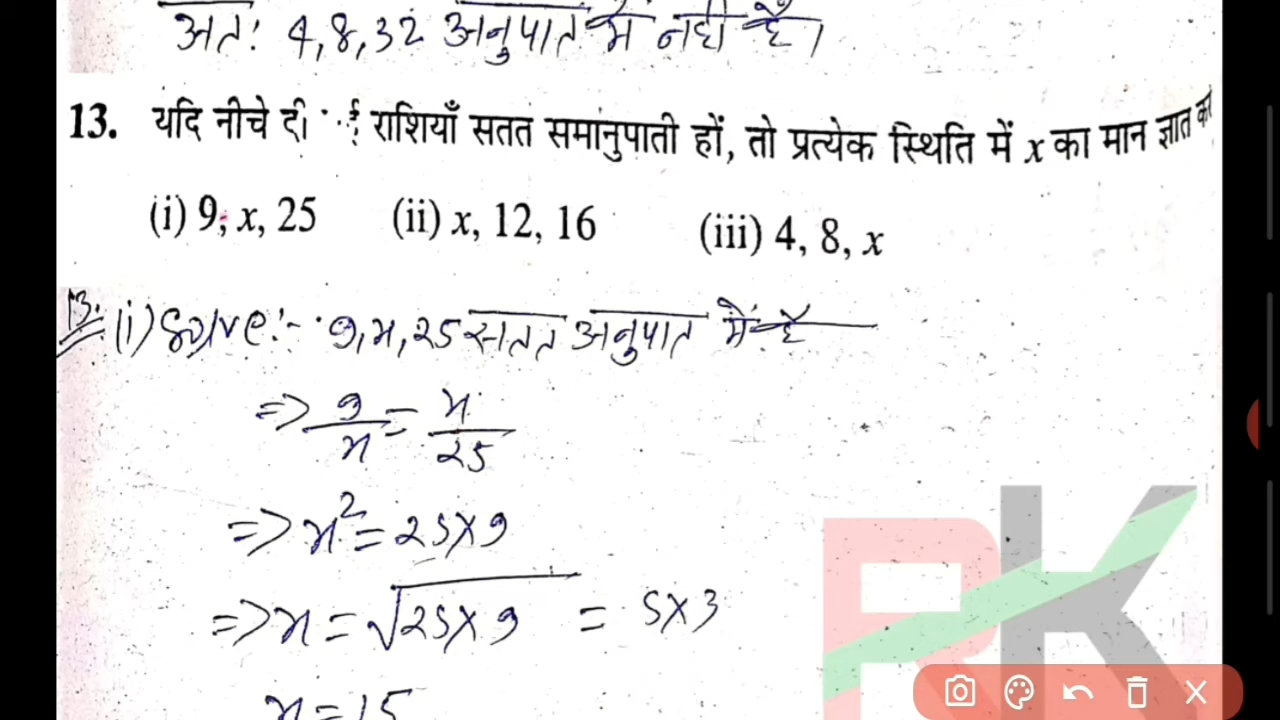 अतः 4,8,32 अनुपात में नही है।
13. यदि नीचे दी राशियाँ सतत समानुपाती हों, तो प्रत्येक स्थिति में x का मान ज्ञात
(i) 9, x, 25 (ii) x, 12, 16 (iii) 4, 8, x
13. (i) Solve:- 9, x, 25 सतत अनुपात में है
=> 9/x = x/25
=> x² = 25×9
=> x = √25×9 = 5×3
x = 15
RK